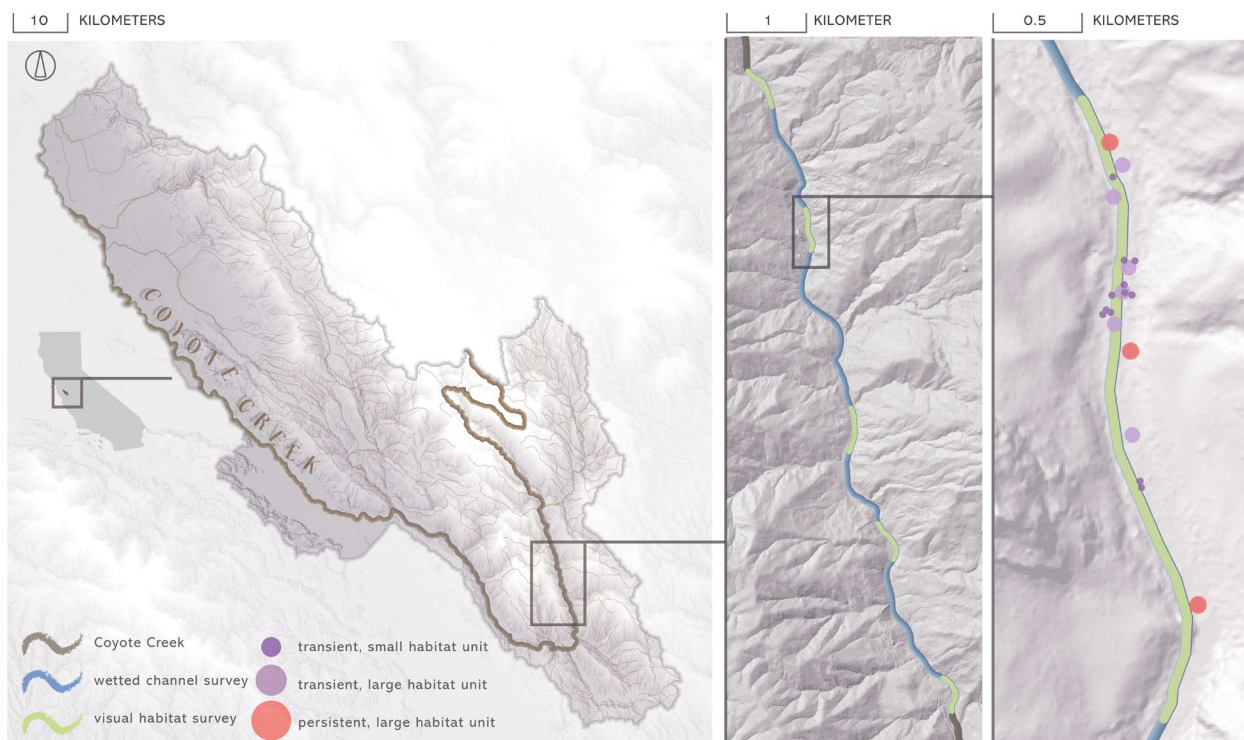 10 KILOMETERS
1 KILOMETER
0.5 KILOMETERS
COYOTE CREEK
Coyote Creek
wetted channel survey
visual habitat survey
transient, small habitat unit
transient, large habitat unit
persistent, large habitat unit